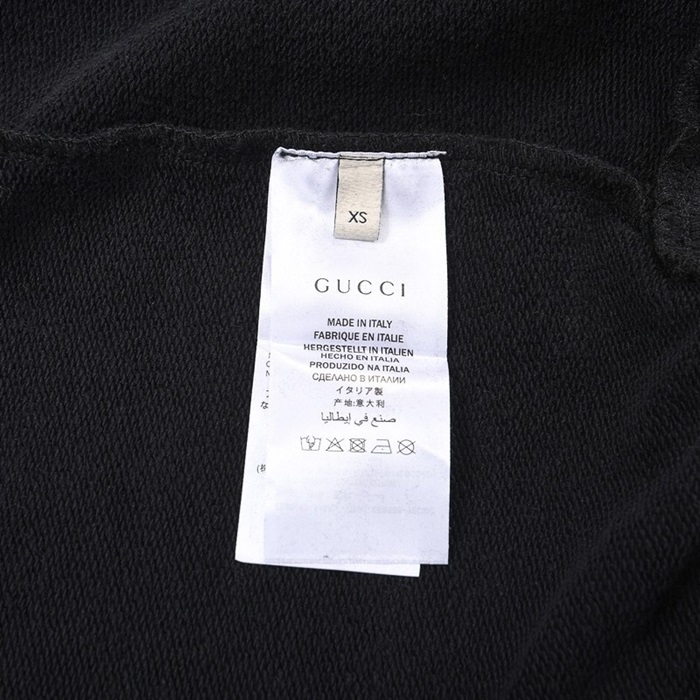 XS
GUCCI
MADE IN ITALY
FABRIQUE EN ITALIE
HERGESTELLT IN ITALIEN
HECHO EN ITALIA
PRODUZIDO NA ITALIA
СДЕЛАНО В ИТАЛИИ
イタリア製
产地:意大利
صنع في إيطاليا